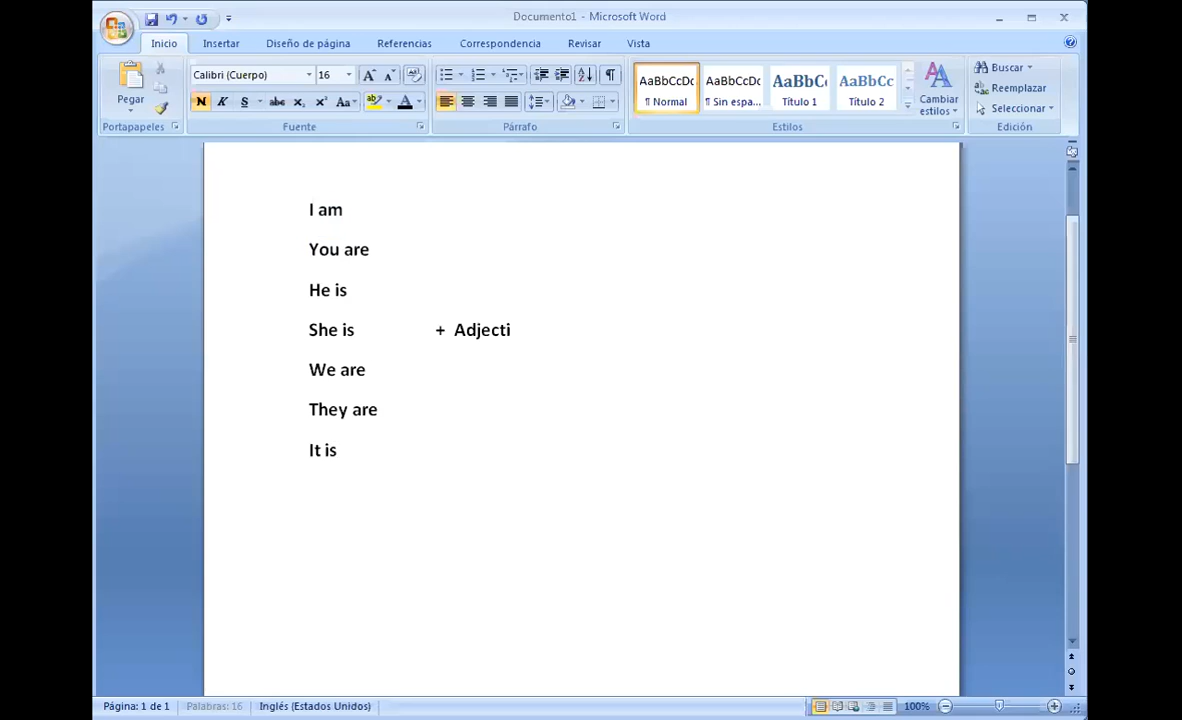 Documento1 - Microsoft Word
Inicio Insertar Diseño de página Referencias Correspondencia Revisar Vista
Pegar
Calibri (Cuerpo) 16
N K S abc x₂ x² Aa
AaBbCcDc AaBbCcDc AaBbC AaBbCc
¶ Normal ¶ Sin espa... Título 1 Título 2
Cambiar estilos
Buscar
Reemplazar
Seleccionar
Portapapeles Fuente Párrafo Estilos Edición
I am
You are
He is
She is + Adjecti
We are
They are
It is
Página: 1 de 1 Palabras: 16 Inglés (Estados Unidos) 100%